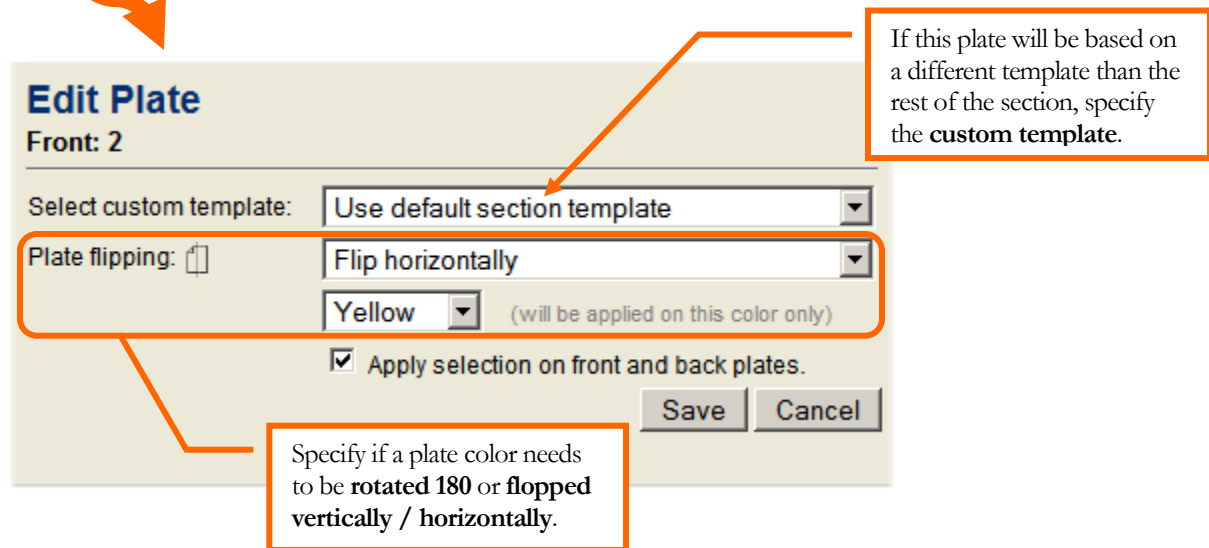 If this plate will be based on
a different template than the
rest of the section, specify
the custom template.
Edit Plate
Front: 2
Select custom template: Use default section template
Plate flipping: Flip horizontally
Yellow (will be applied on this color only)
Apply selection on front and back plates.
Save Cancel
Specify if a plate color needs
to be rotated 180 or flopped
vertically / horizontally.